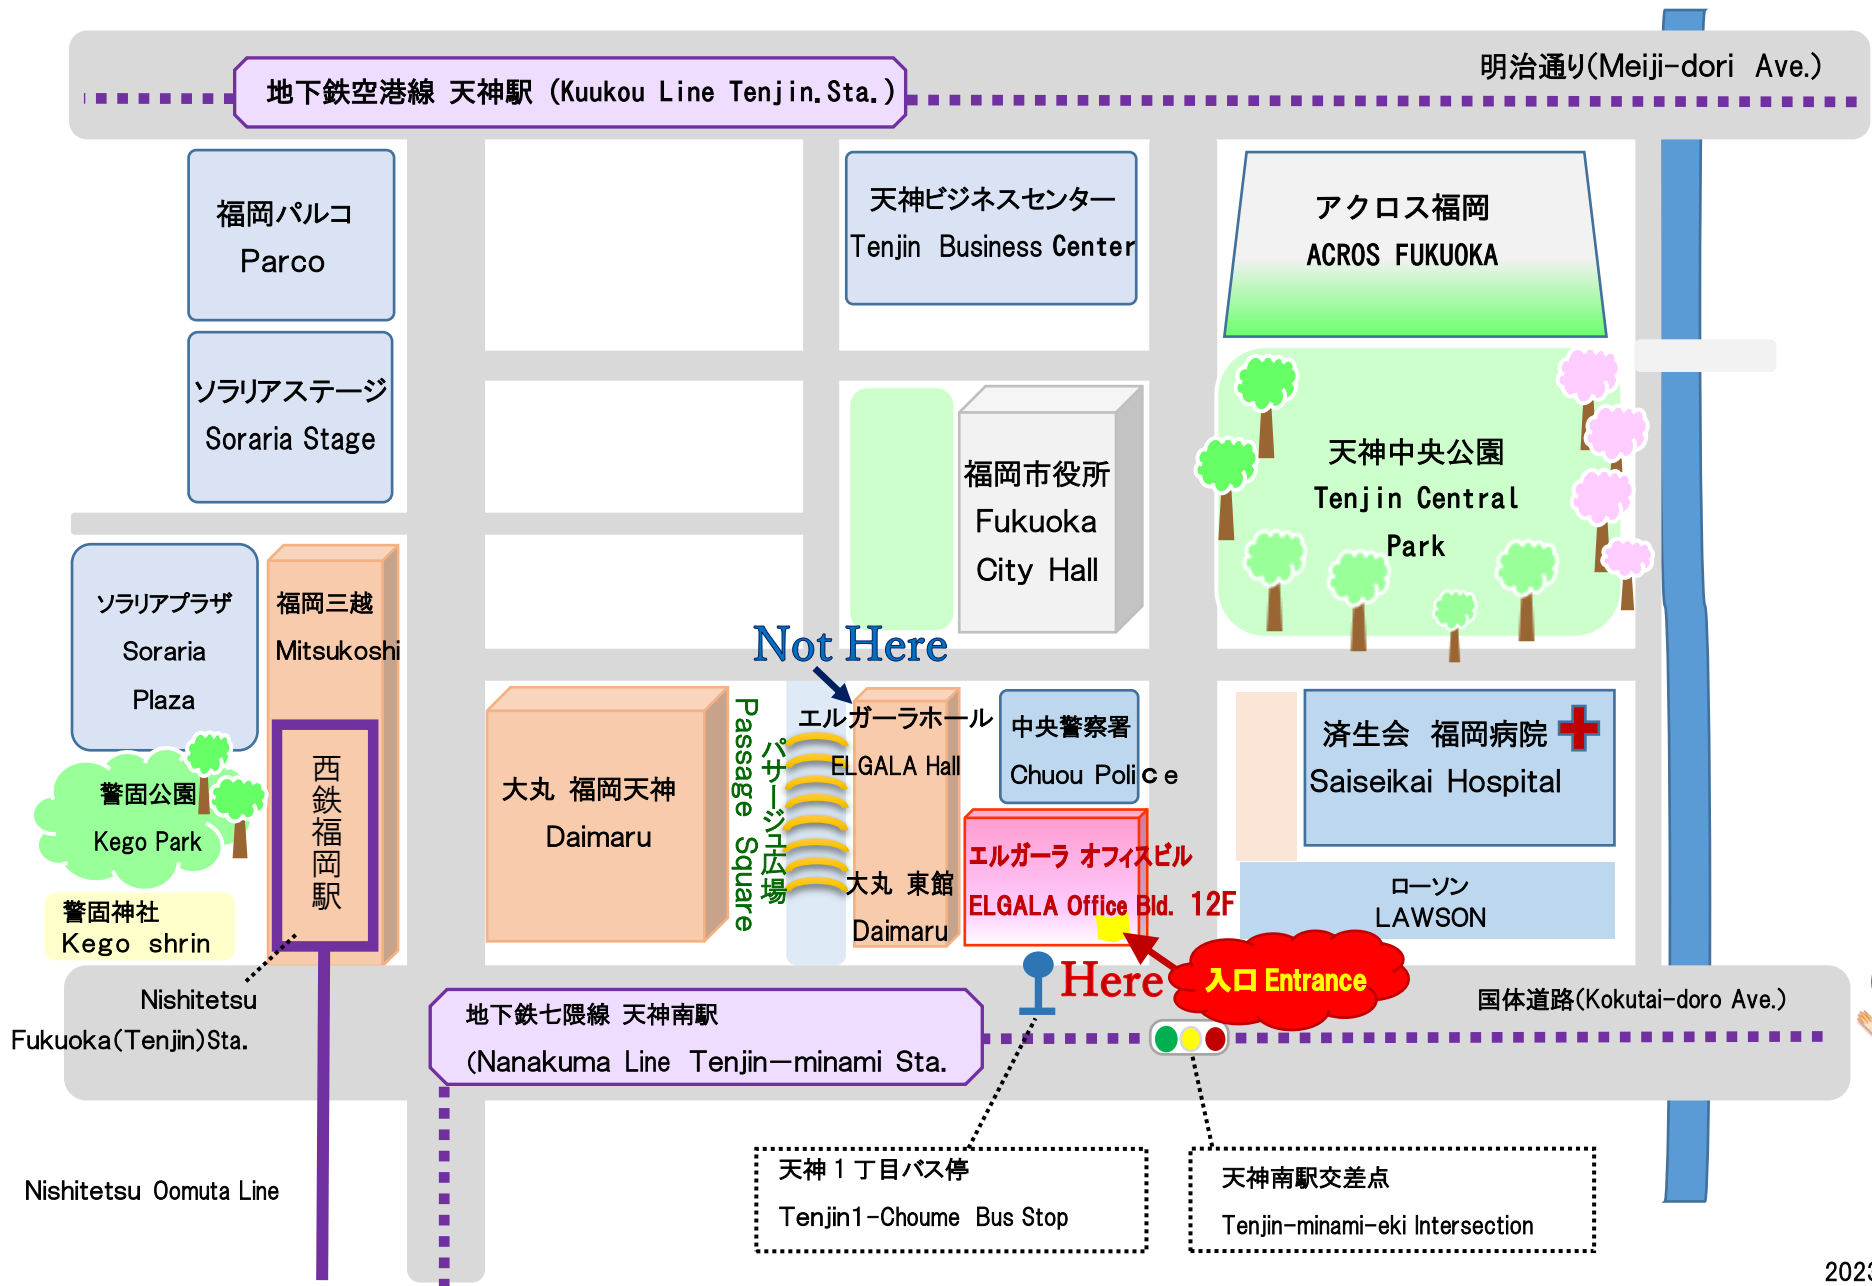 明治通り(Meiji-dori Ave.)
地下鉄空港線 天神駅 (Kuukou Line Tenjin.Sta.)
福岡パルコ
Parco
天神ビジネスセンター
Tenjin Business Center
アクロス福岡
ACROS FUKUOKA
ソラリアステージ
Soraria Stage
福岡市役所
Fukuoka
City Hall
天神中央公園
Tenjin Central
Park
ソラリアプラザ
Soraria
Plaza
福岡三越
Mitsukoshi
Not Here
エルガーラホール
ELGALA Hall
中央警察署
Chuou Police
済生会 福岡病院
Saiseikai Hospital
大丸 福岡天神
Daimaru
Passage Square
パサージュ広場
西鉄福岡駅
警固公園
Kego Park
エルガーラ オフィスビル
ELGALA Office Bld. 12F
大丸 東館
Daimaru
ローソン
LAWSON
警固神社
Kego shrin
Here
入口 Entrance
Nishitetsu
Fukuoka(Tenjin)Sta.
地下鉄七隈線 天神南駅
(Nanakuma Line Tenjin-minami Sta.
国体道路(Kokutai-doro Ave.)
天神1丁目バス停
Tenjin1-Choume Bus Stop
天神南駅交差点
Tenjin-minami-eki Intersection
Nishitetsu Oomuta Line